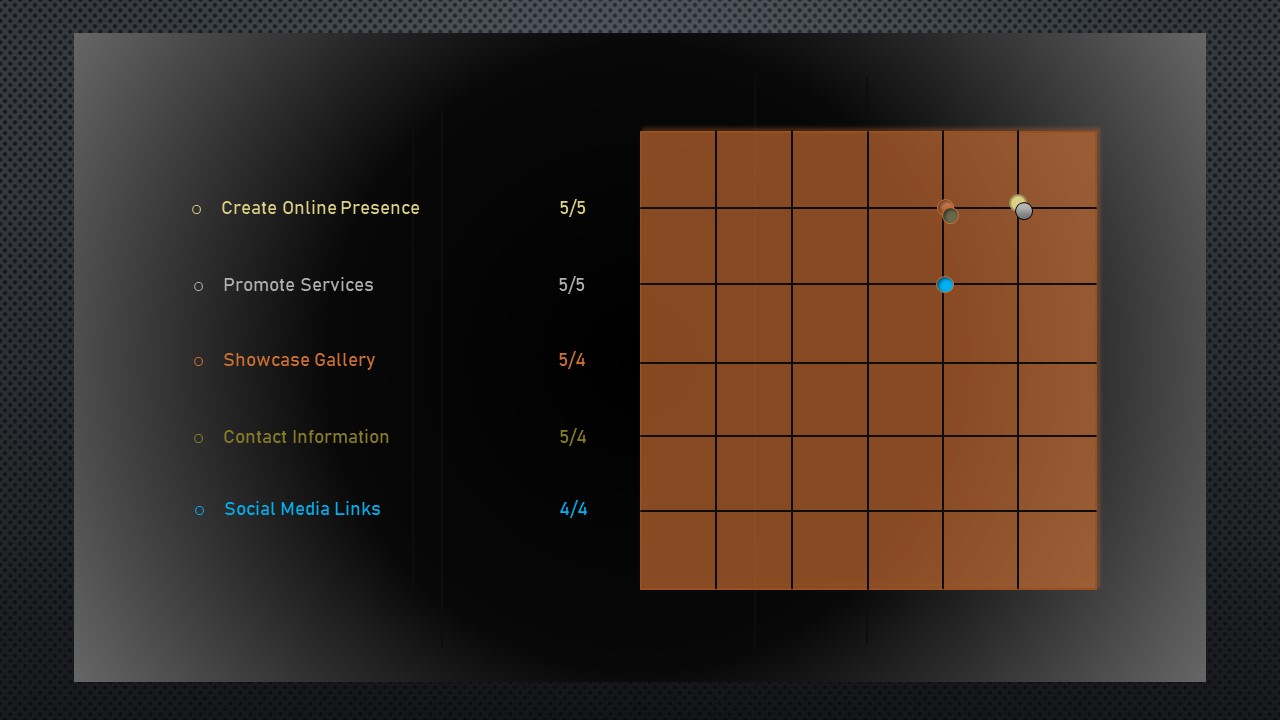 Create Online Presence 5/5
Promote Services 5/5
Showcase Gallery 5/4
Contact Information 5/4
Social Media Links 4/4